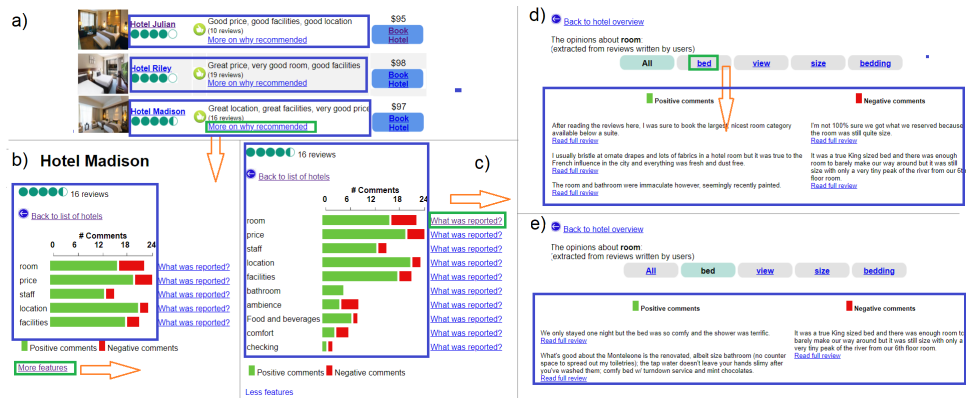 a)
Hotel Julian
Good price, good facilities, good location
(10 reviews)
More on why recommended
$95
Book
Hotel
Hotel Riley
Great price, very good room, good facilities
(19 reviews)
More on why recommended
$98
Book
Hotel
Hotel Madison
Great location, great facilities, very good price
(16 reviews)
More on why recommended
$97
Book
Hotel
b)
Hotel Madison
16 reviews
Back to list of hotels
# Comments
0 6 12 18 24
room What was reported?
price What was reported?
staff What was reported?
location What was reported?
facilities What was reported?
Positive comments Negative comments
More features
c)
16 reviews
Back to list of hotels
# Comments
0 6 12 18 24
room What was reported?
price What was reported?
staff What was reported?
location What was reported?
facilities What was reported?
bathroom What was reported?
ambience What was reported?
Food and beverages What was reported?
comfort What was reported?
checking What was reported?
Positive comments Negative comments
Less features
d)
Back to hotel overview
The opinions about room:
(extracted from reviews written by users)
All bed view size bedding
Positive comments
Negative comments
After reading the reviews here, I was sure to book the largest, nicest room category
available below a suite.
Read full review
I usually bristle at ornate drapes and lots of fabrics in a hotel room but it was true to the
French influence in the city and everything was fresh and dust free.
Read full review
The room and bathroom were immaculate however, seemingly recently painted.
Read full review
I'm not 100% sure we got what we reserved because
the room was still quite size.
Read full review
It was a true King sized bed and there was enough
room to barely make our way around but it was still
size with only a very tiny peak of the river from our 6th
floor room.
Read full review
e)
Back to hotel overview
The opinions about room:
(extracted from reviews written by users)
All bed view size bedding
Positive comments
Negative comments
We only stayed one night but the bed was so comfy and the shower was terrific.
Read full review
What's good about the Monteleone is the renovated, albeit size bathroom (no counter
space to spread out my toiletries); the tap water doesn't leave your hands slimy after
you've washed them; comfy bed w/ turndown service and mint chocolates.
Read full review
It was a true King sized bed and there was enough room to
barely make our way around but it was still size with only a
very tiny peak of the river from our 6th floor room.
Read full review